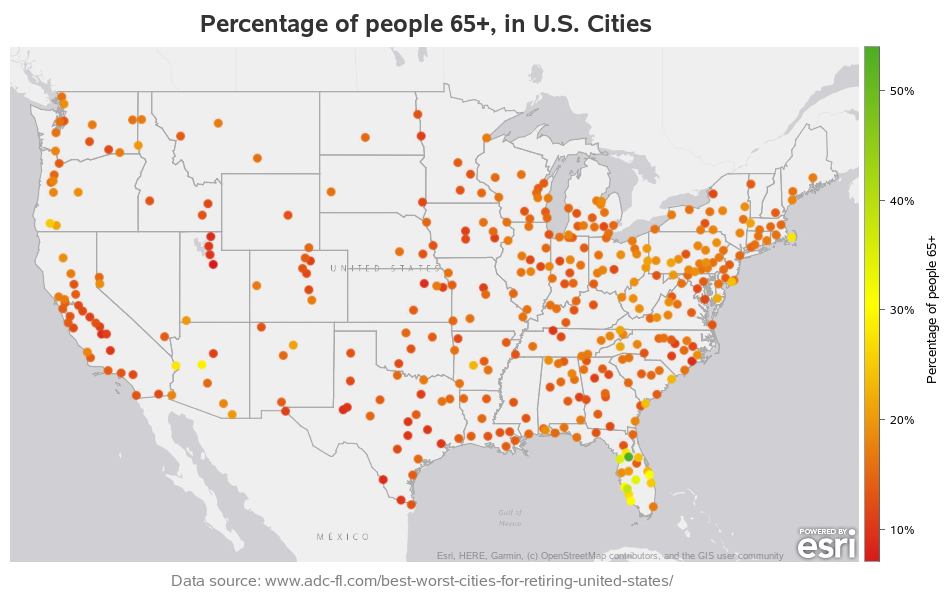 Percentage of people 65+, in U.S. Cities
50%
40%
30%
20%
10%
Percentage of people 65+
UNITED STATES
MÉXICO
Gulf of
Mexico
POWERED BY
esri
Esri, HERE, Garmin, (c) OpenStreetMap contributors, and the GIS user community
Data source: www.adc-fl.com/best-worst-cities-for-retiring-united-states/